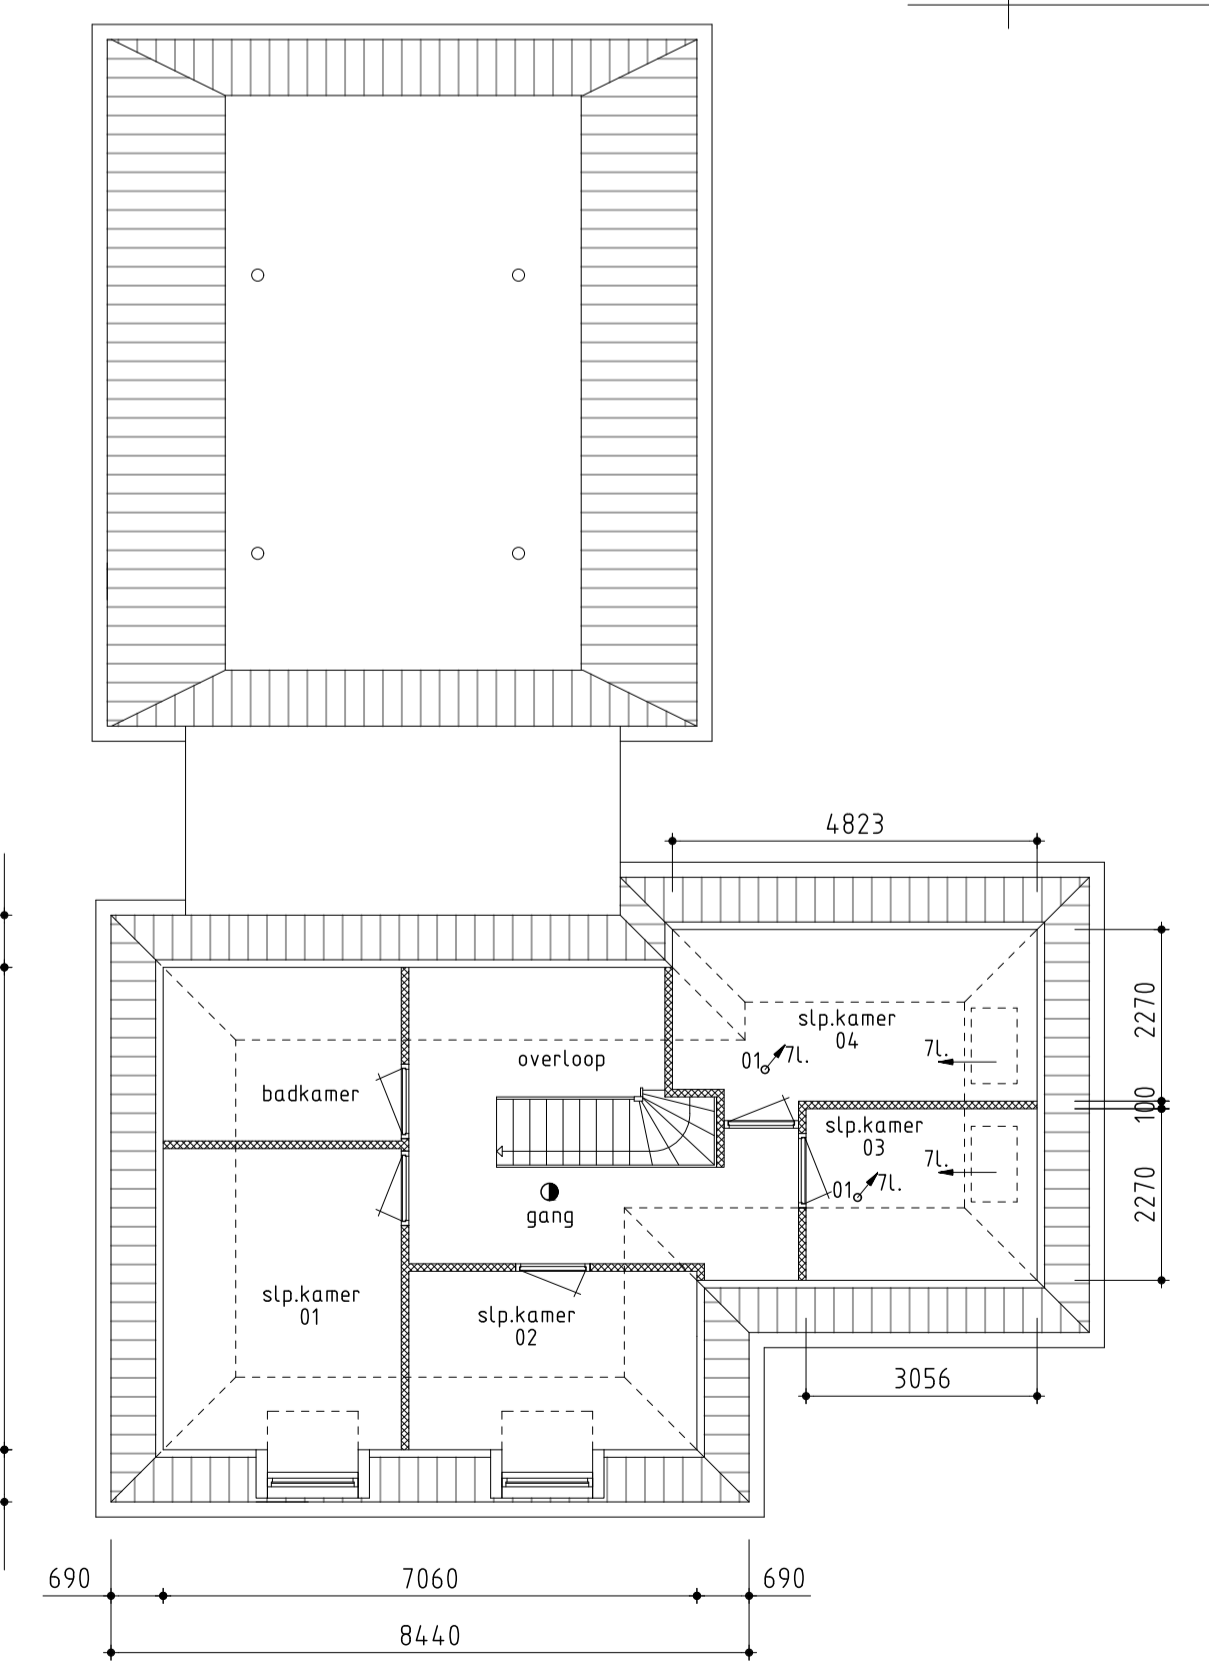 4823
2270
100
2270
slp.kamer
04
01 7l.
7l.
overloop
badkamer
slp.kamer
03
01 7l.
7l.
gang
slp.kamer
01
slp.kamer
02
3056
690
7060
690
8440